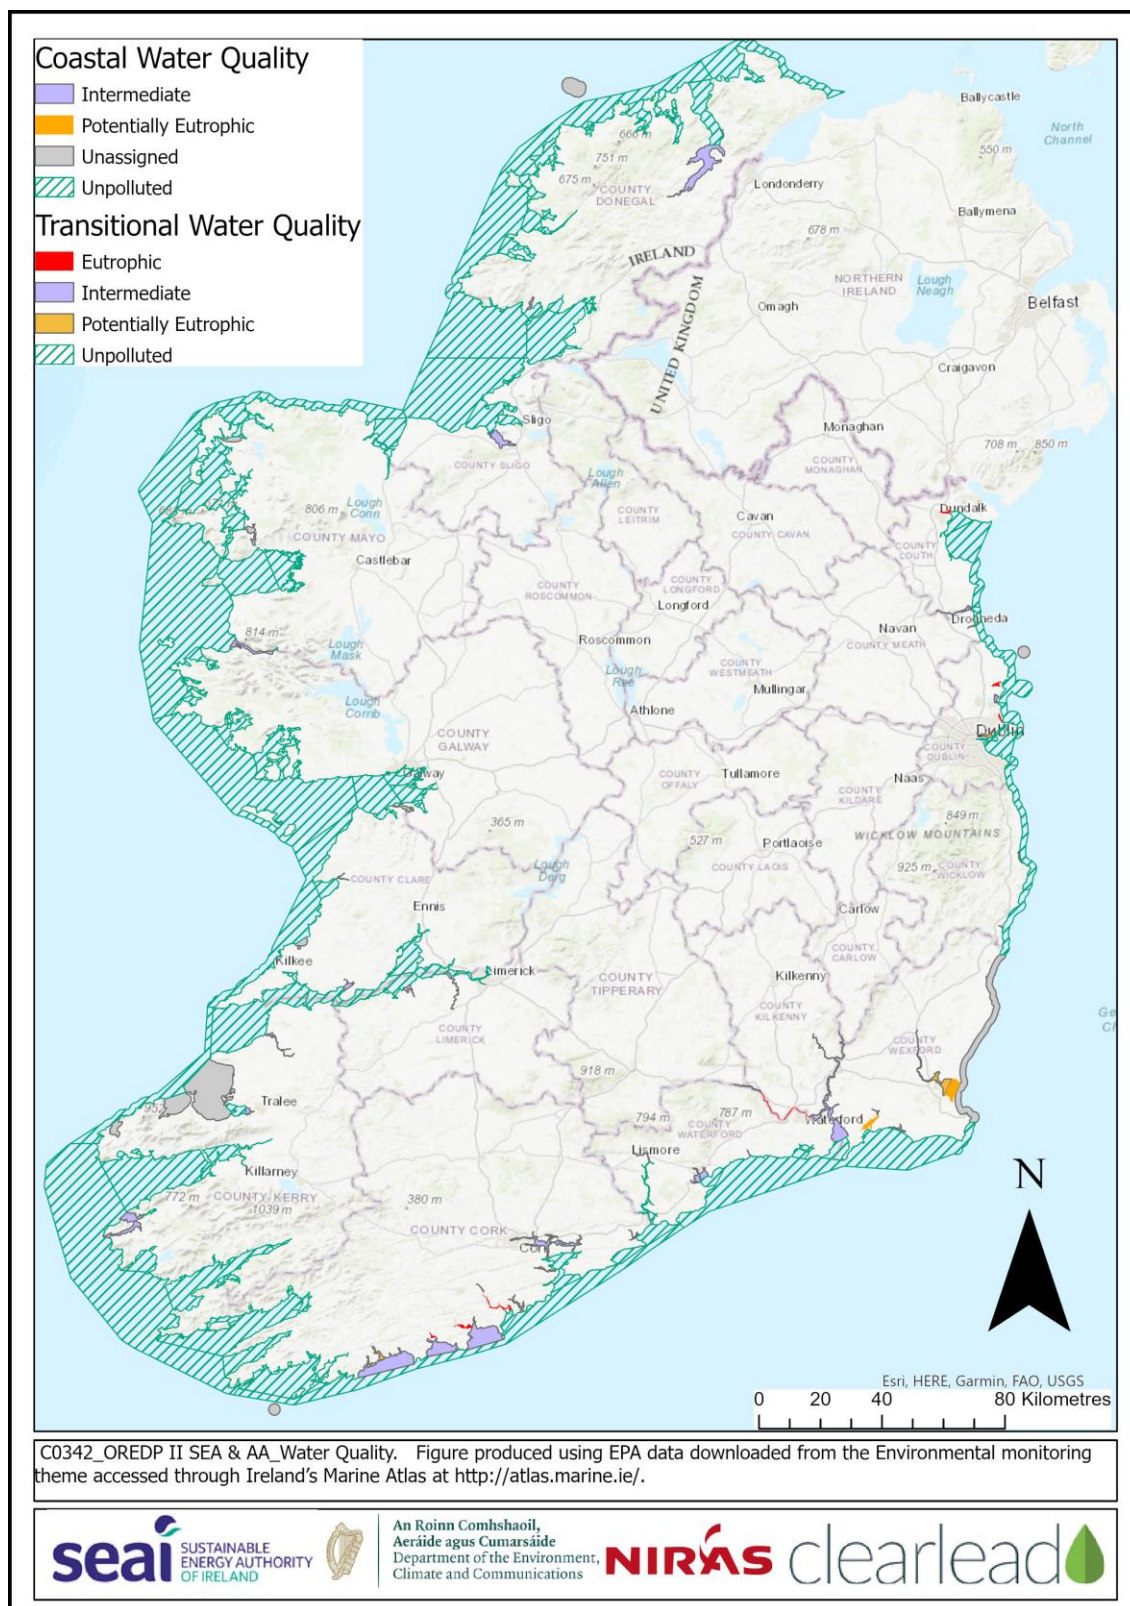 Coastal Water Quality
Intermediate
Potentially Eutrophic
Unassigned
Unpolluted
Transitional Water Quality
Eutrophic
Intermediate
Potentially Eutrophic
Unpolluted
Ballycastle
North
Channel
666 m
751 m
550 m
675 m
COUNTY
DONEGAL
Londonderry
Ballymena
678 m
IRELAND
NORTHERN
IRELAND
Lough
Neagh
UNITED KINGDOM
Omagh
Belfast
Craigavon
Sligo
Monaghan
708 m
850 m
COUNTY SLIGO
COUNTY
MONAGHAN
Lough
Allen
Lough
Conn
806 m
COUNTY
LEITRIM
Cavan
Dundalk
COUNTY MAYO
COUNTY CAVAN
COUNTY
LOUTH
Castlebar
COUNTY
ROSCOMMON
COUNTY
LONGFORD
Longford
Drogheda
814 m
Lough
Mask
Roscommon
Navan
COUNTY MEATH
Lough
Ree
COUNTY
WESTMEATH
Mullingar
Lough
Corrib
Athlone
COUNTY
GALWAY
Dublin
COUNTY
DUBLIN
Galway
COUNTY
OFFALY
Tullamore
Naas
COUNTY
KILDARE
365 m
849 m
527 m
Portlaoise
WICKLOW MOUNTAINS
Lough
Derg
COUNTY LAOIS
925 m
COUNTY
WICKLOW
COUNTY CLARE
Ennis
Carlow
COUNTY
CARLOW
Kilkee
Limerick
COUNTY
TIPPERARY
Kilkenny
COUNTY
KILKENNY
COUNTY
LIMERICK
COUNTY
WEXFORD
918 m
952
Tralee
794 m
787 m
Waterford
COUNTY
WATERFORD
Lismore
Killarney
772 m
COUNTY KERRY
1039 m
380 m
COUNTY CORK
N
Esri, HERE, Garmin, FAO, USGS
0 20 40 80 Kilometres
C0342_OREDP II SEA & AA_Water Quality. Figure produced using EPA data downloaded from the Environmental monitoring
theme accessed through Ireland's Marine Atlas at http://atlas.marine.ie/.
seai SUSTAINABLE
ENERGY AUTHORITY
OF IRELAND
An Roinn Comhshaoil,
Aeráide agus Cumarsáide
Department of the Environment,
Climate and Communications
NIRAS
clearlead